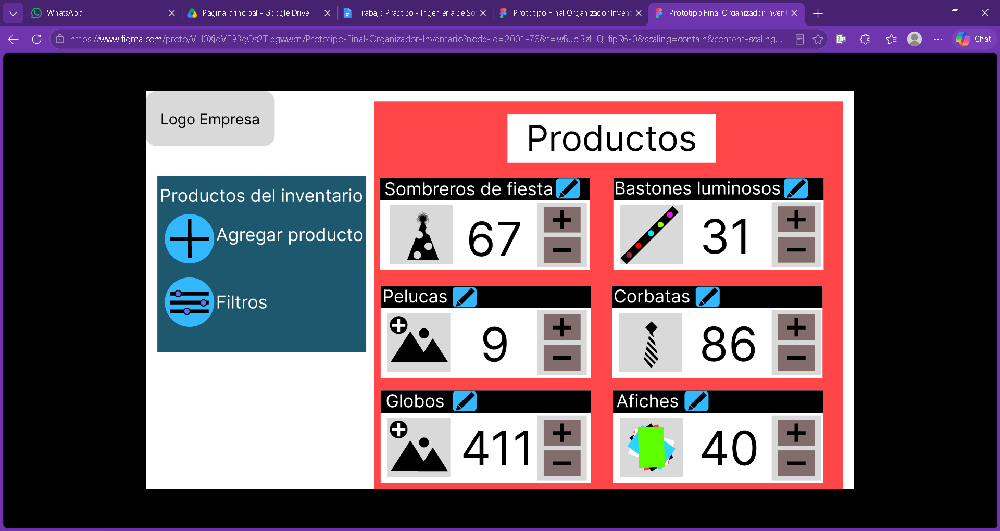 WhatsApp
Página principal - Google Drive
Trabajo Practico - Ingenieria de So
Prototipo Final Organizador Invent
Prototipo Final Organizador Invent
https://www.figma.com/proto/VH0XjqVF9BgOs2TIegwwcn/Prototipo-Final-Organizador-Inventario?node-id=2001-76&t=wRucI3zILQLfipR6-0&scaling=contain&content-scaling...
Chat
Logo Empresa
Productos del inventario
Agregar producto
Filtros
Productos
Sombreros de fiesta
67
+
−
Bastones luminosos
31
+
−
Pelucas
9
+
−
Corbatas
86
+
−
Globos
411
+
−
Afiches
40
+
−